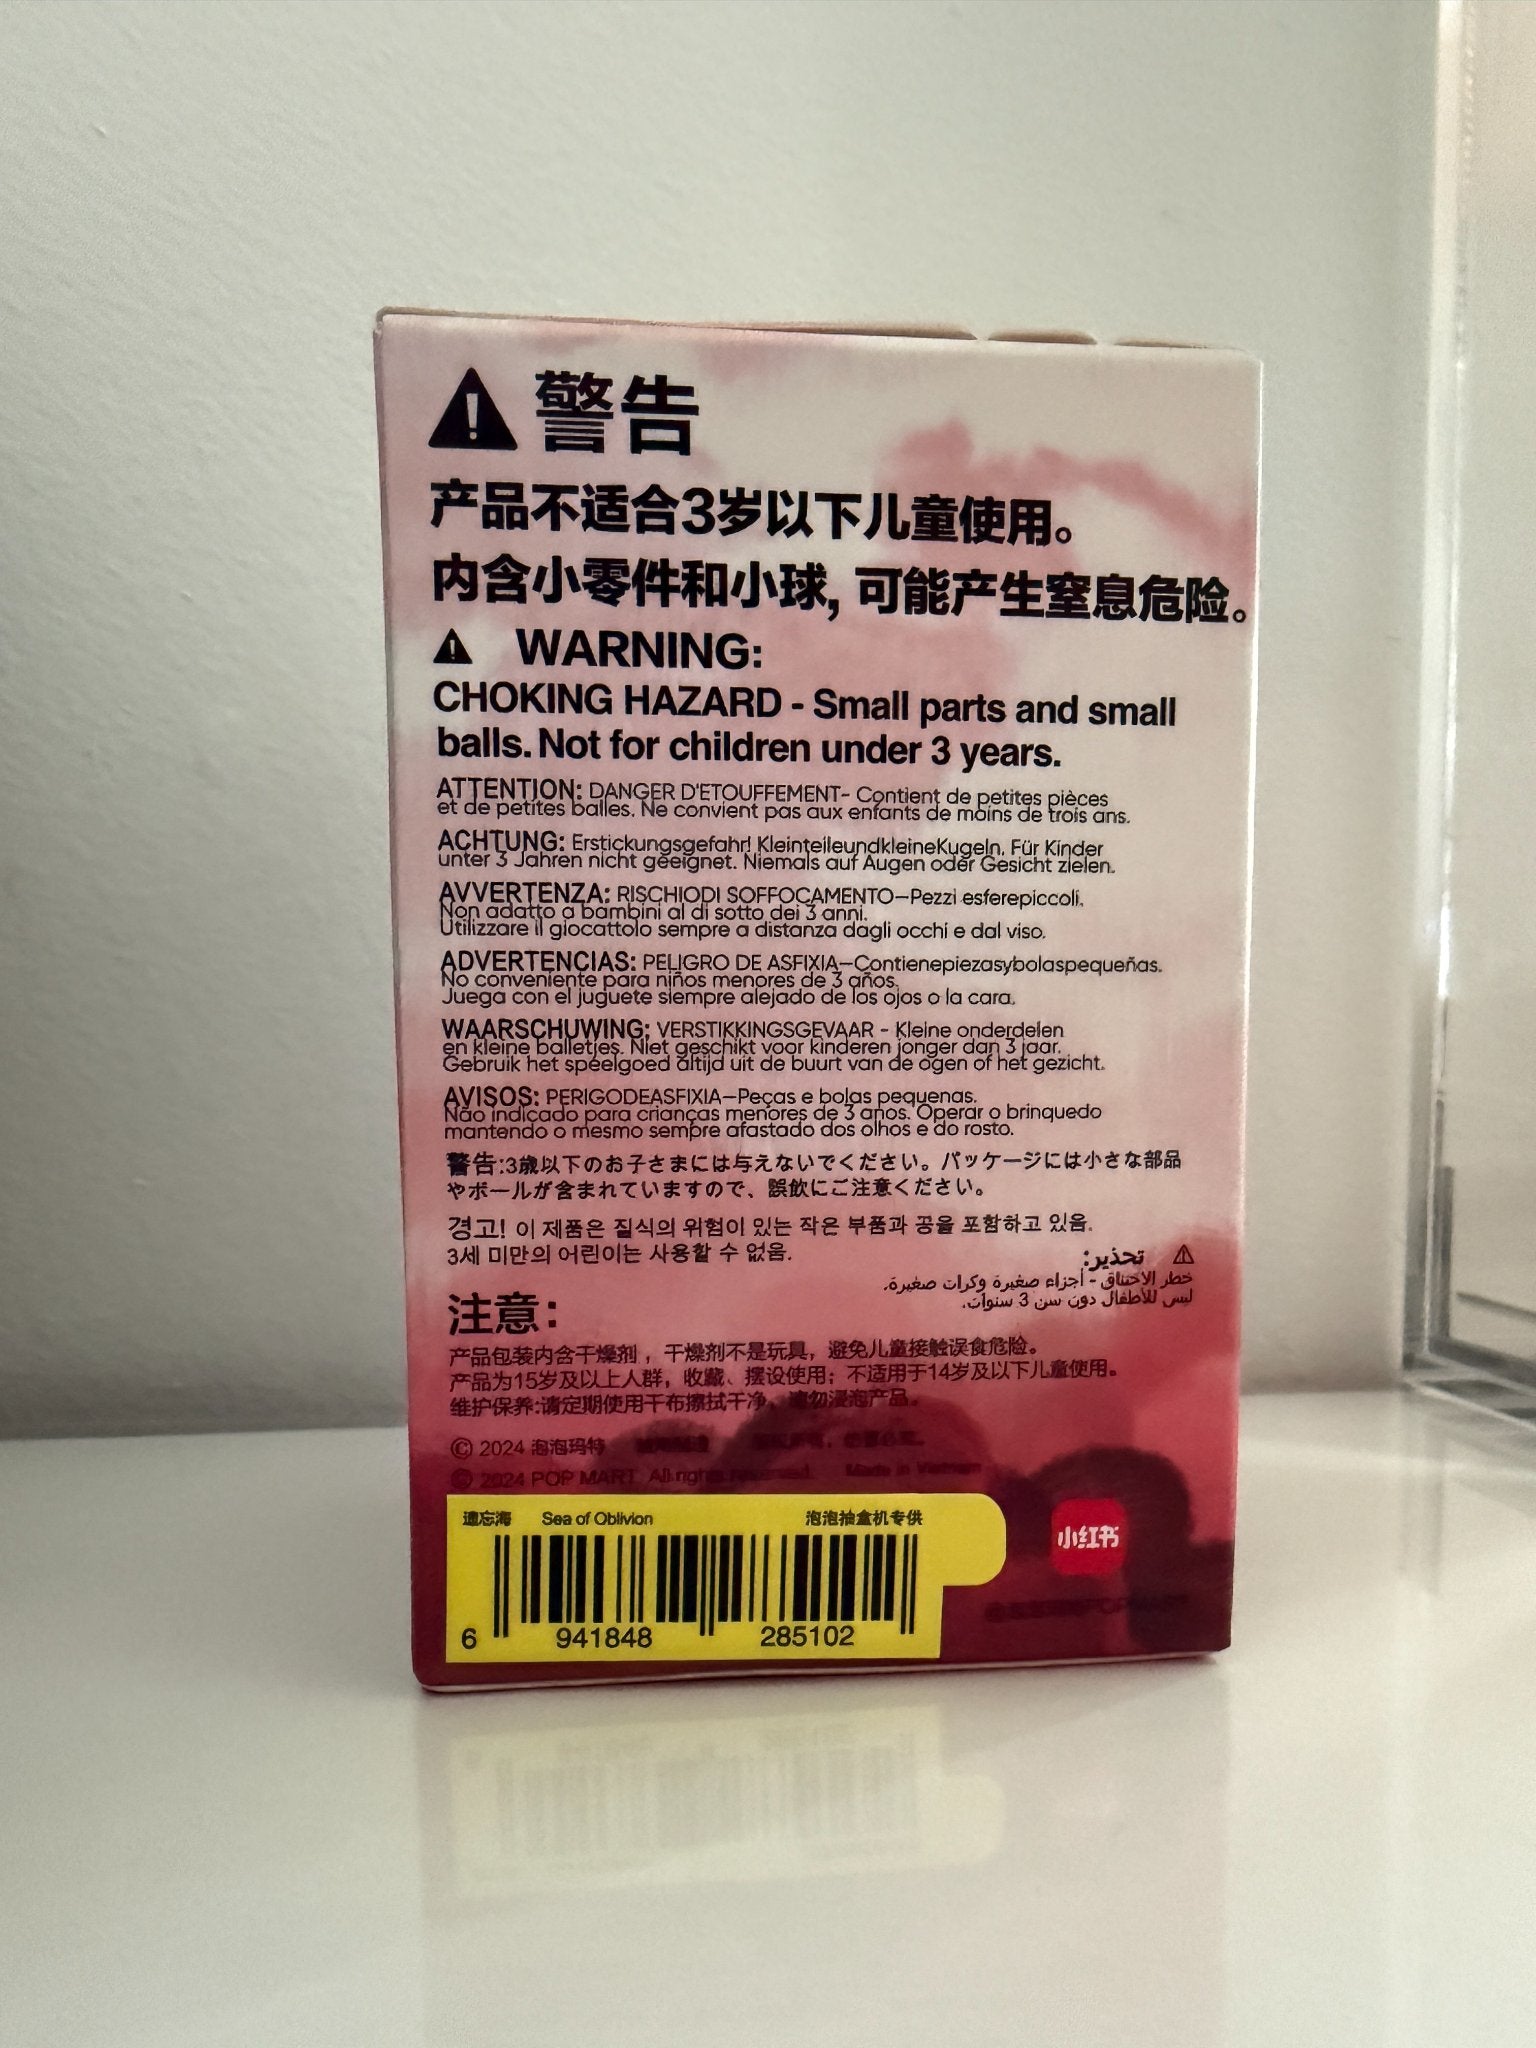 警告
产品不适合3岁以下儿童使用。
内含小零件和小球, 可能产生窒息危险。
WARNING:
CHOKING HAZARD - Small parts and small
balls. Not for children under 3 years.
ATTENTION: DANGER D'ETOUFFEMENT- Contient de petites pièces
et de petites balles. Ne convient pas aux enfants de moins de trois ans.
ACHTUNG: Erstickungsgefahr! KleinteileundkleineKugeln. Für Kinder
unter 3 Jahren nicht geeignet. Niemals auf Augen oder Gesicht zielen.
AVVERTENZA: RISCHIODI SOFFOCAMENTO—Pezzi esferepiccoli.
Non adatto a bambini al di sotto dei 3 anni.
Utilizzare il giocattolo sempre a distanza dagli occhi e dal viso.
ADVERTENCIAS: PELIGRO DE ASFIXIA—Contienepiezasybolaspequeñas.
No conveniente para niños menores de 3 años.
Juega con el juguete siempre alejado de los ojos o la cara.
WAARSCHUWING: VERSTIKKINGSGEVAAR - Kleine onderdelen
en kleine balletjes. Niet geschikt voor kinderen jonger dan 3 jaar.
Gebruik het speelgoed altijd uit de buurt van de ogen of het gezicht.
AVISOS: PERIGODEASFIXIA—Peças e bolas pequenas.
Não indicado para crianças menores de 3 anos. Operar o brinquedo
mantendo o mesmo sempre afastado dos olhos e do rosto.
警告:3歳以下のお子さまには与えないでください。パッケージには小さな部品
やボールが含まれていますので、誤飲にご注意ください。
경고! 이 제품은 질식의 위험이 있는 작은 부품과 공을 포함하고 있음.
3세 미만의 어린이는 사용할 수 없음.
تحذير:
خطر الاختناق - أجزاء صغيرة وكرات صغيرة.
ليس للأطفال دون سن 3 سنوات.
注意:
产品包装内含干燥剂，干燥剂不是玩具，避免儿童接触误食危险。
产品为15岁及以上人群，收藏、摆设使用；不适用于14岁及以下儿童使用。
维护保养:请定期使用干布擦拭干净，请勿浸泡产品。
© 2024 泡泡玛特
© 2024 POP MART. All rights reserved. Made in Vietnam
遗忘海 Sea of Oblivion 泡泡抽盒机专供
6 941848 285102
小红书